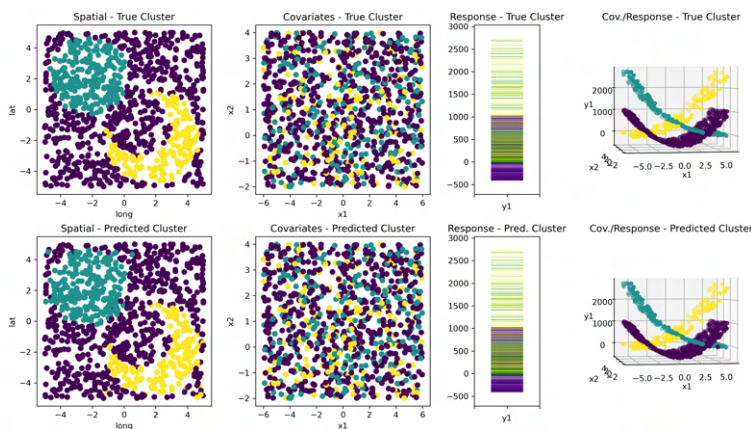 Spatial - True Cluster
Covariates - True Cluster
Response - True Cluster
Cov./Response - True Cluster
lat
4
2
0
−2
−4
−4 −2 0 2 4
long
x2
4
3
2
1
0
−1
−2
−6 −4 −2 0 2 4 6
x1
3000
2500
2000
1500
1000
500
0
−500
y1
2000
y1
1000
0
x2
−2
−5.0 −2.5 0.0 2.5 5.0
x1
Spatial - Predicted Cluster
Covariates - Predicted Cluster
Response - Pred. Cluster
Cov./Response - Predicted Cluster
lat
4
2
0
−2
−4
−4 −2 0 2 4
long
x2
4
3
2
1
0
−1
−2
−6 −4 −2 0 2 4 6
x1
3000
2500
2000
1500
1000
500
0
−500
y1
2000
y1
1000
0
x2
−2
−5.0 −2.5 0.0 2.5 5.0
x1